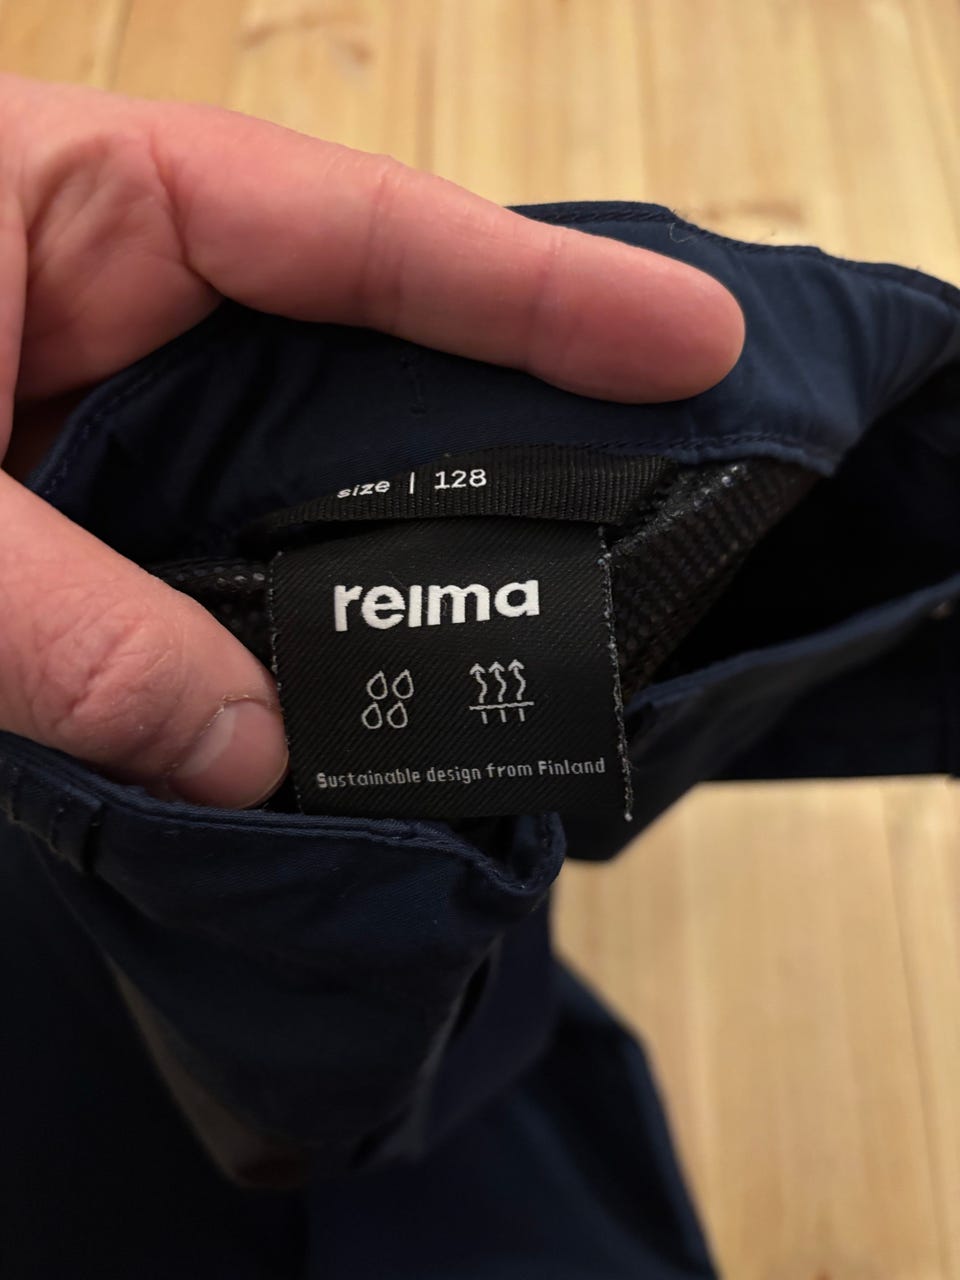 size | 128
reima
Sustainable design from Finland